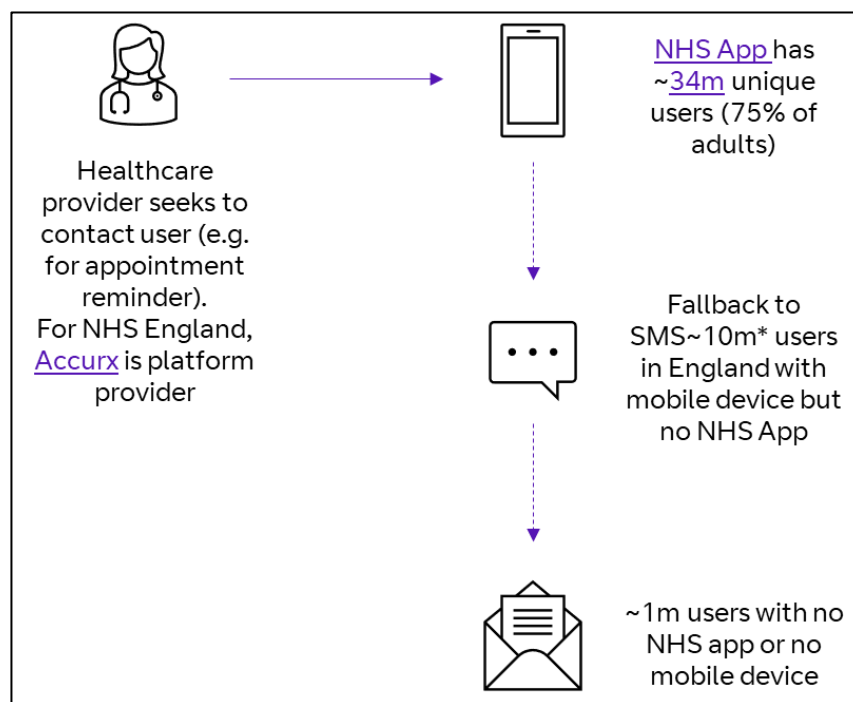 Healthcare
provider seeks to
contact user (e.g.
for appointment
reminder).
For NHS England,
Accurx is platform
provider
NHS App has
~34m unique
users (75% of
adults)
Fallback to
SMS~10m* users
in England with
mobile device but
no NHS App
~1m users with no
NHS app or no
mobile device